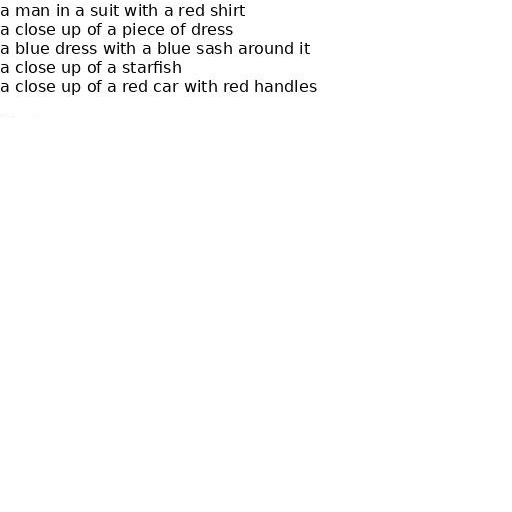 a man in a suit with a red shirt
a close up of a piece of dress
a blue dress with a blue sash around it
a close up of a starfish
a close up of a red car with red handles